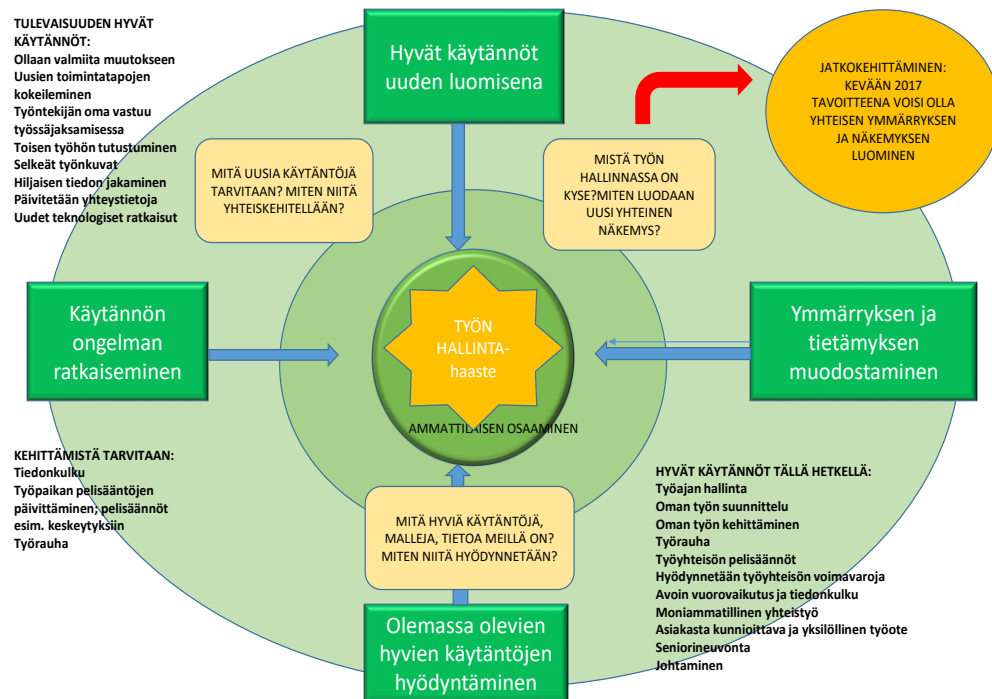 TULEVAISUUDEN HYVÄT
KÄYTÄNNÖT:
Ollaan valmiita muutokseen
Uusien toimintatapojen
kokeileminen
Työntekijän oma vastuu
työssäjaksamisessa
Toisen työhön tutustuminen
Selkeät työnkuvat
Hiljaisen tiedon jakaminen
Päivitetään yhteystietoja
Uudet teknologiset ratkaisut
Hyvät käytännöt
uuden luomisena
JATKOKEHITTÄMINEN:
KEVÄÄN 2017
TAVOITTEENA VOISI OLLA
YHTEISEN YMMÄRRYKSEN
JA NÄKEMYKSEN
LUOMINEN
MITÄ UUSIA KÄYTÄNTÖJÄ
TARVITAAN? MITEN NIITÄ
YHTEISKEHITELLÄÄN?
MISTÄ TYÖN
HALLINNASSA ON
KYSE?MITEN LUODAAN
UUSI YHTEINEN
NÄKEMYS?
Käytännön
ongelman
ratkaiseminen
TYÖN
HALLINTA-
haaste
AMMATTILAISEN OSAAMINEN
Ymmärryksen ja
tietämyksen
muodostaminen
KEHITTÄMISTÄ TARVITAAN:
Tiedonkulku
Työpaikan pelisääntöjen
päivittäminen; pelisäännöt
esim. keskeytyksiin
Työrauha
MITÄ HYVIÄ KÄYTÄNTÖJÄ,
MALLEJA, TIETOA MEILLÄ ON?
MITEN NIITÄ HYÖDYNNETÄÄN?
HYVÄT KÄYTÄNNÖT TÄLLÄ HETKELLÄ:
Työajan hallinta
Oman työn suunnittelu
Oman työn kehittäminen
Työrauha
Työyhteisön pelisäännöt
Hyödynnetään työyhteisön voimavaroja
Avoin vuorovaikutus ja tiedonkulku
Moniammatillinen yhteistyö
Asiakasta kunnioittava ja yksilöllinen työote
Seniorineuvonta
Johtaminen
Olemassa olevien
hyvien käytäntöjen
hyödyntäminen